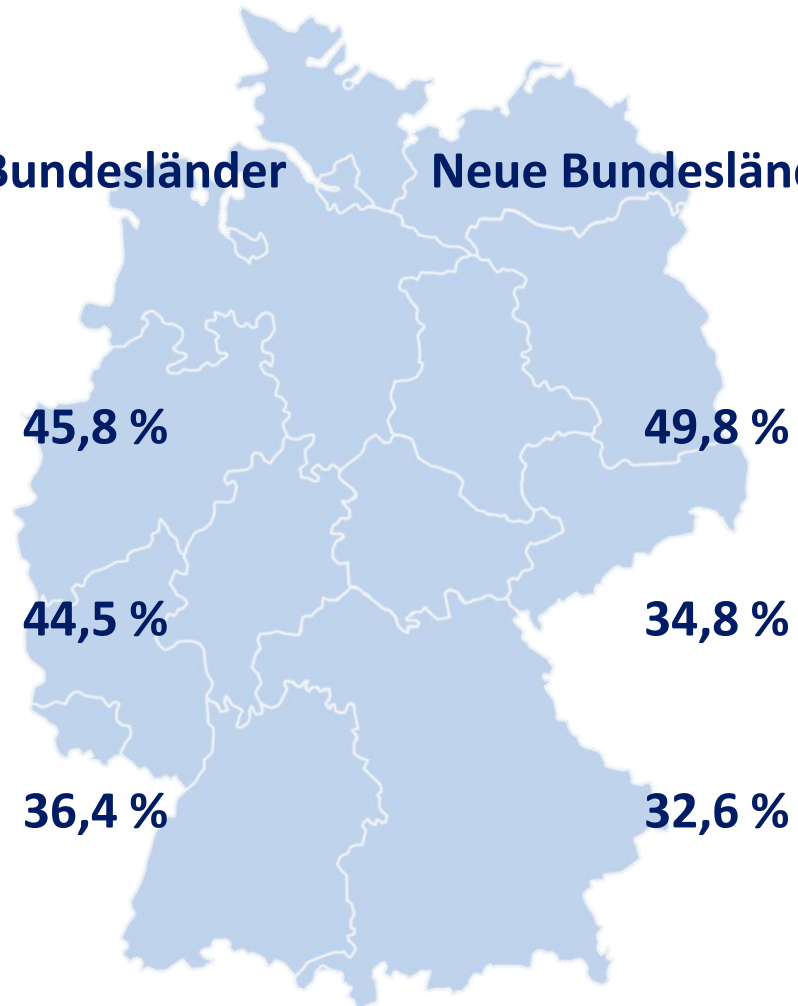 Bundesländer Neue Bundeslän
45,8 % 49,8 %
44,5 % 34,8 %
36,4 % 32,6 %